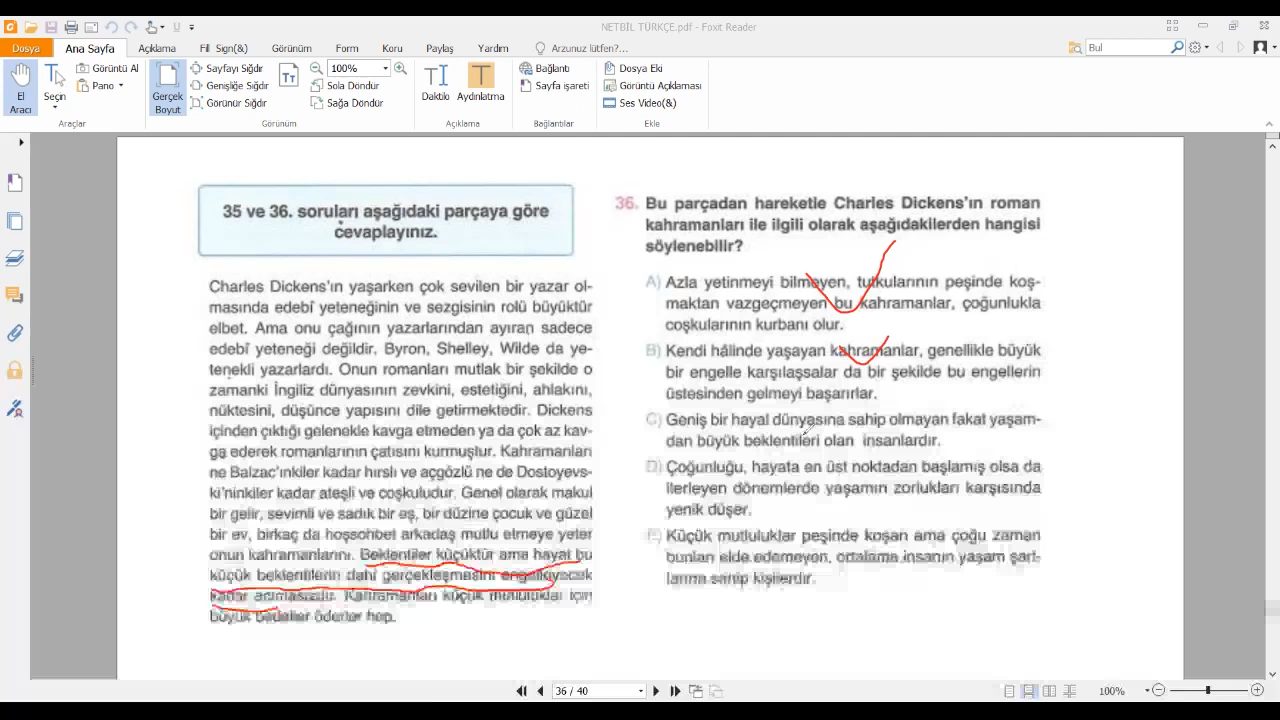 NETBİL TÜRKÇE.pdf - Foxit Reader
Dosya
Ana Sayfa
Açıklama
Fill Sign(&)
Görünüm
Form
Koru
Paylaş
Yardım
Arzunuz lütfen?...
Bul
El Aracı
Seçin
Görüntü Al
Pano
Gerçek Boyut
Sayfayı Sığdır
Genişliğe Sığdır
Görünür Sığdır
100%
Sola Döndür
Sağa Döndür
Daktilo
Aydınlatma
Bağlantı
Sayfa işareti
Dosya Eki
Görüntü Açıklaması
Ses Video(&)
Araçlar
Görünüm
Açıklama
Bağlantılar
Ekle
35 ve 36. soruları aşağıdaki parçaya göre
cevaplayınız.
Charles Dickens'ın yaşarken çok sevilen bir yazar ol-
masında edebî yeteneğinin ve sezgisinin rolü büyüktür
elbet. Ama onu çağının yazarlarından ayıran sadece
edebî yeteneği değildir. Byron, Shelley, Wilde da ye-
tenekli yazarlardı. Onun romanları mutlak bir şekilde o
zamanki İngiliz dünyasının zevkini, estetiğini, ahlakını,
nüktesini, düşünce yapısını dile getirmektedir. Dickens
içinden çıktığı gelenekle kavga etmeden ya da çok az kav-
ga ederek romanlarının çatısını kurmuştur. Kahramanları
ne Balzac'ınkiler kadar hırslı ve açgözlü ne de Dostoyevs-
ki'ninkiler kadar ateşli ve coşkuludur. Genel olarak makul
bir gelir, sevimli ve sadık bir eş, bir düzine çocuk ve güzel
bir ev, birkaç da hoşsohbet arkadaş mutlu etmeye yeter
onun kahramanlarını. Beklentiler küçüktür ama hayat bu
küçük beklentilerin dahi gerçekleşmesini engelleyecek
kadar acımasızdır. Kahramanları küçük mutluluklar için
büyük bedeller öderler hep.
36. Bu parçadan hareketle Charles Dickens'ın roman
kahramanları ile ilgili olarak aşağıdakilerden hangisi
söylenebilir?
A) Azla yetinmeyi bilmeyen, tutkularının peşinde koş-
maktan vazgeçmeyen bu kahramanlar, çoğunlukla
coşkularının kurbanı olur.
B) Kendi hâlinde yaşayan kahramanlar, genellikle büyük
bir engelle karşılaşsalar da bir şekilde bu engellerin
üstesinden gelmeyi başarırlar.
C) Geniş bir hayal dünyasına sahip olmayan fakat yaşam-
dan büyük beklentileri olan insanlardır.
D) Çoğunluğu, hayata en üst noktadan başlamış olsa da
ilerleyen dönemlerde yaşamın zorlukları karşısında
yenik düşer.
E) Küçük mutluluklar peşinde koşan ama çoğu zaman
bunları elde edemeyen, ortalama insanın yaşam şart-
larına sahip kişilerdir.
36 / 40
100%